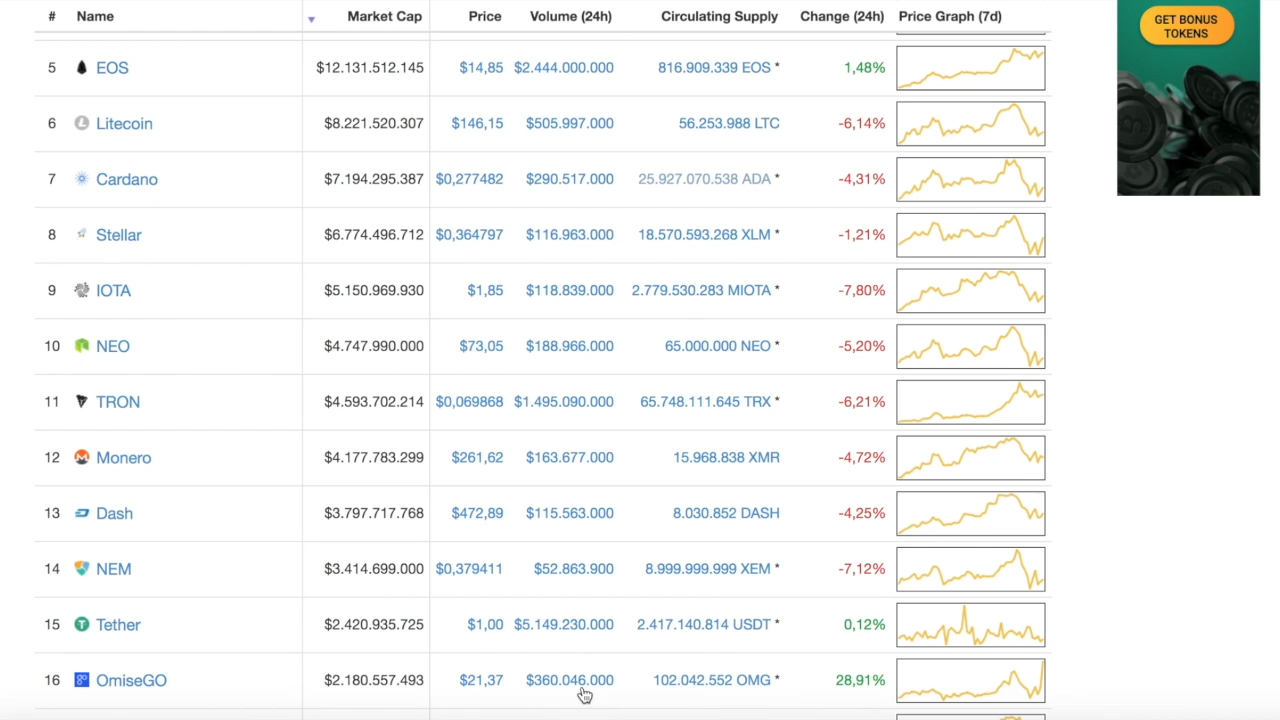 # Name Market Cap Price Volume (24h) Circulating Supply Change (24h) Price Graph (7d)
GET BONUS
TOKENS
5 EOS $12.131.512.145 $14,85 $2.444.000.000 816.909.339 EOS * 1,48%
6 Litecoin $8.221.520.307 $146,15 $505.997.000 56.253.988 LTC -6,14%
7 Cardano $7.194.295.387 $0,277482 $290.517.000 25.927.070.538 ADA * -4,31%
8 Stellar $6.774.496.712 $0,364797 $116.963.000 18.570.593.268 XLM * -1,21%
9 IOTA $5.150.969.930 $1,85 $118.839.000 2.779.530.283 MIOTA * -7,80%
10 NEO $4.747.990.000 $73,05 $188.966.000 65.000.000 NEO * -5,20%
11 TRON $4.593.702.214 $0,069868 $1.495.090.000 65.748.111.645 TRX * -6,21%
12 Monero $4.177.783.299 $261,62 $163.677.000 15.968.838 XMR -4,72%
13 Dash $3.797.717.768 $472,89 $115.563.000 8.030.852 DASH -4,25%
14 NEM $3.414.699.000 $0,379411 $52.863.900 8.999.999.999 XEM * -7,12%
15 Tether $2.420.935.725 $1,00 $5.149.230.000 2.417.140.814 USDT * 0,12%
16 OmiseGO $2.180.557.493 $21,37 $360.046.000 102.042.552 OMG * 28,91%